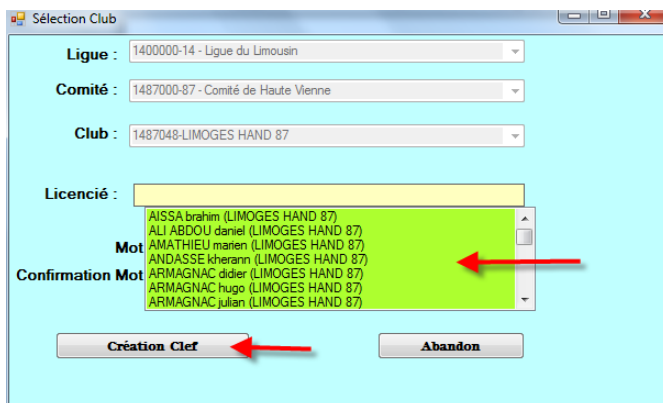 Sélection Club
Ligue : 1400000-14 - Ligue du Limousin
Comité : 1487000-87 - Comité de Haute Vienne
Club : 1487048-LIMOGES HAND 87
Licencié :
AISSA brahim (LIMOGES HAND 87)
ALI ABDOU daniel (LIMOGES HAND 87)
Mot AMATHIEU marien (LIMOGES HAND 87)
ANDASSE kherann (LIMOGES HAND 87)
Confirmation Mot ARMAGNAC didier (LIMOGES HAND 87)
ARMAGNAC hugo (LIMOGES HAND 87)
ARMAGNAC julian (LIMOGES HAND 87)
Création Clef Abandon